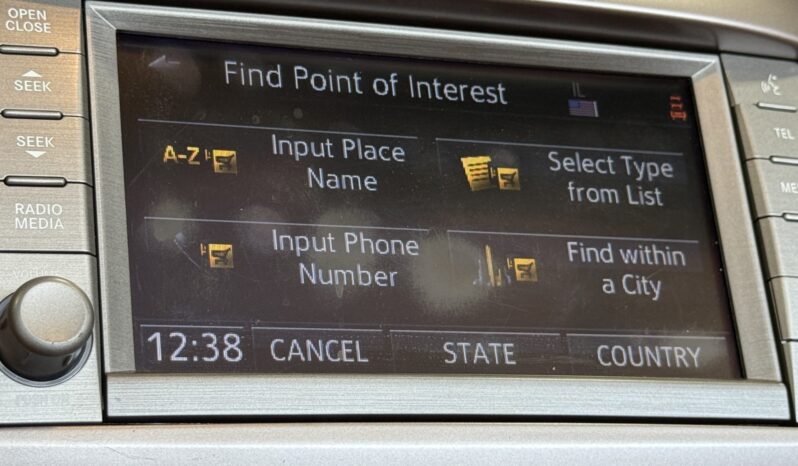 OPEN
CLOSE
SEEK
SEEK
RADIO
MEDIA
VOLUME
Find Point of Interest
IL
A-Z
Input Place
Name
Select Type
from List
Input Phone
Number
Find within
a City
12:38
CANCEL
STATE
COUNTRY
TEL